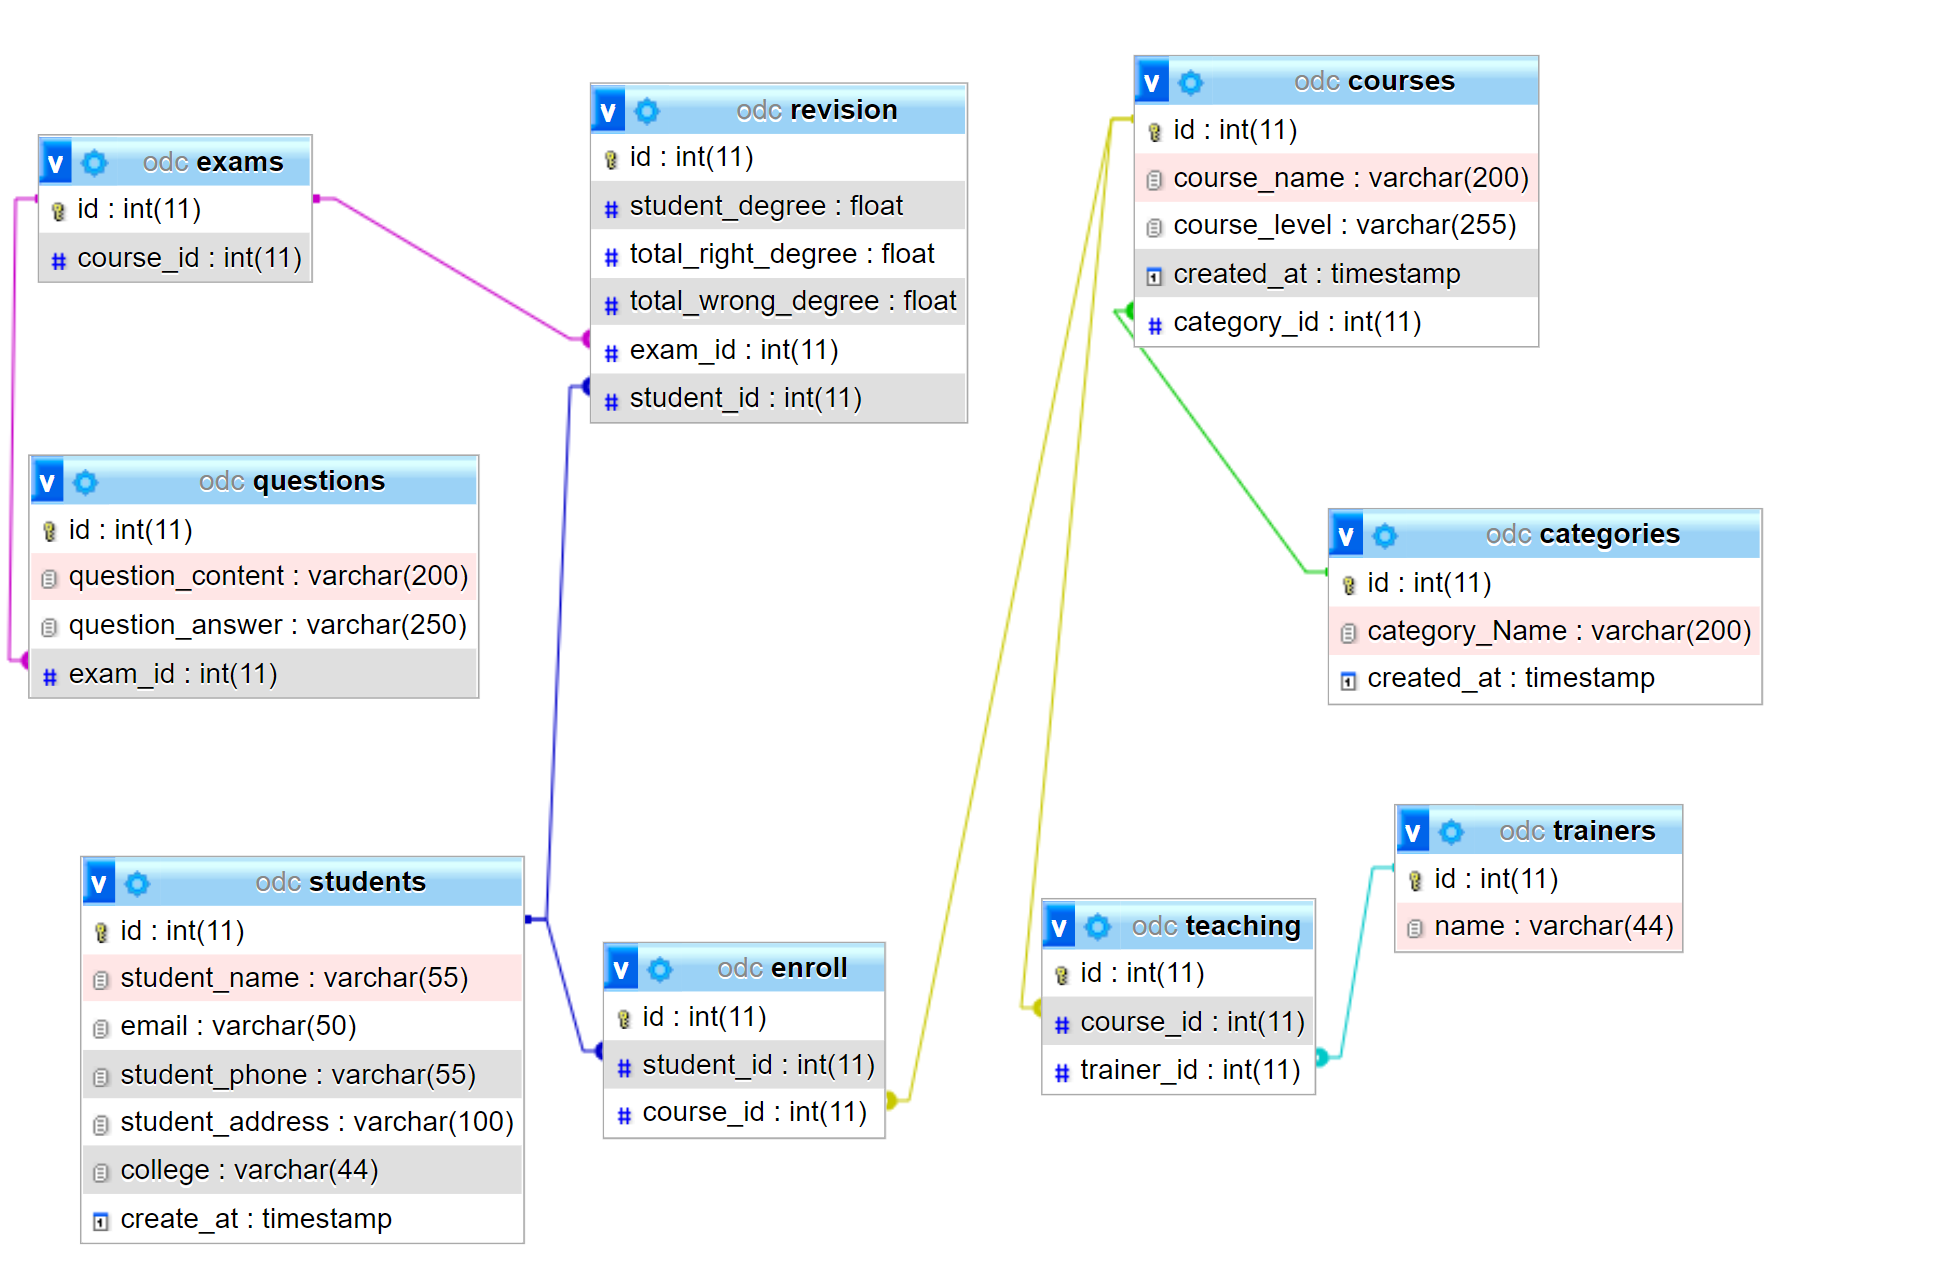 v odc exams
id : int(11)
# course_id : int(11)
v odc revision
id : int(11)
# student_degree : float
# total_right_degree : float
# total_wrong_degree : float
# exam_id : int(11)
# student_id : int(11)
v odc courses
id : int(11)
course_name : varchar(200)
course_level : varchar(255)
created_at : timestamp
# category_id : int(11)
v odc questions
id : int(11)
question_content : varchar(200)
question_answer : varchar(250)
# exam_id : int(11)
v odc categories
id : int(11)
category_Name : varchar(200)
created_at : timestamp
v odc students
id : int(11)
student_name : varchar(55)
email : varchar(50)
student_phone : varchar(55)
student_address : varchar(100)
college : varchar(44)
create_at : timestamp
v odc enroll
id : int(11)
# student_id : int(11)
# course_id : int(11)
v odc teaching
id : int(11)
# course_id : int(11)
# trainer_id : int(11)
v odc trainers
id : int(11)
name : varchar(44)